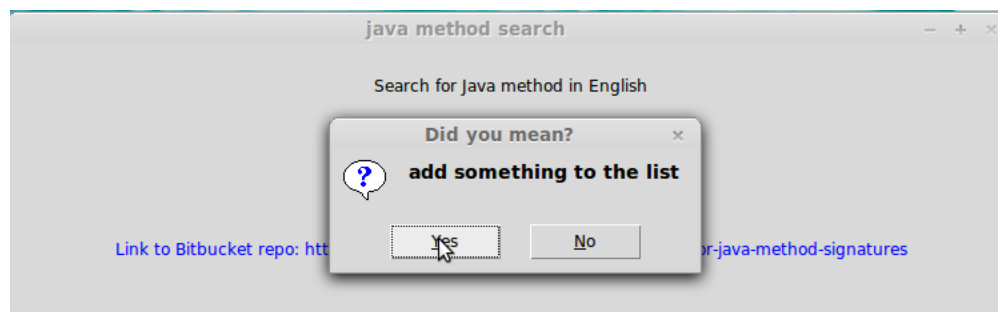 java method search
Search for Java method in English
Did you mean?
?
add something to the list
Yes
No
Link to Bitbucket repo: htt
r-java-method-signatures